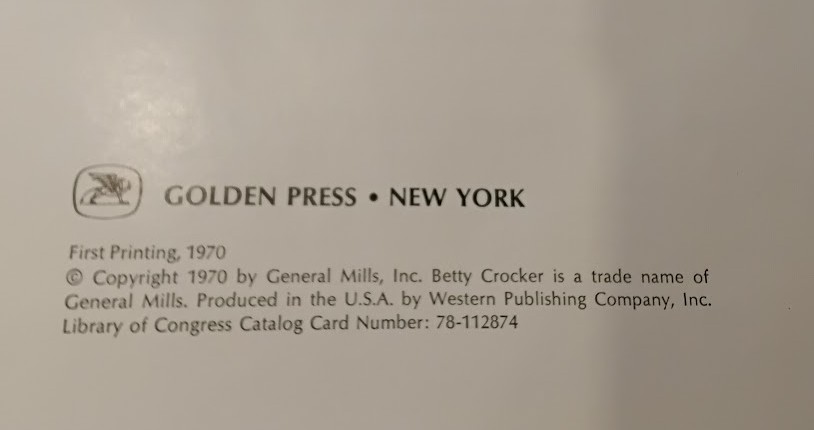 GOLDEN PRESS • NEW YORK
First Printing, 1970
© Copyright 1970 by General Mills, Inc. Betty Crocker is a trade name of
General Mills. Produced in the U.S.A. by Western Publishing Company, Inc.
Library of Congress Catalog Card Number: 78-112874